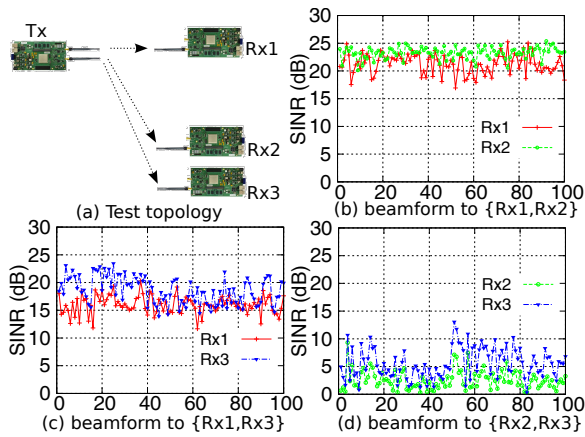 Tx
Rx1
Rx2
Rx3
(a) Test topology
30
25
20
15
10
5
0
SINR (dB)
Rx1
Rx2
0 20 40 60 80 100
(b) beamform to {Rx1,Rx2}
30
25
20
15
10
5
0
SINR (dB)
Rx1
Rx3
0 20 40 60 80 100
(c) beamform to {Rx1,Rx3}
30
25
20
15
10
5
0
SINR (dB)
Rx2
Rx3
0 20 40 60 80 100
(d) beamform to {Rx2,Rx3}